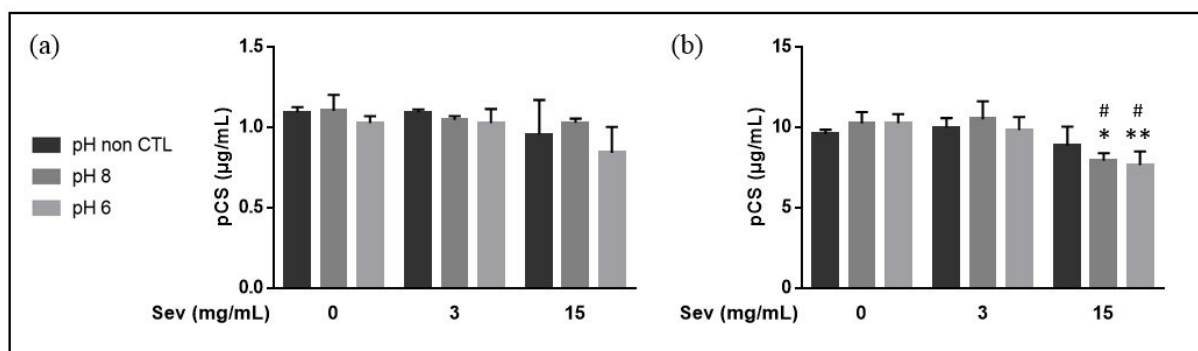 (a)
pH non CTL
pH 8
pH 6
pCS (µg/mL)
1.5
1.0
0.5
0.0
Sev (mg/mL) 0 3 15
(b)
pCS (µg/mL)
15
10
5
0
# #
* **
Sev (mg/mL) 0 3 15